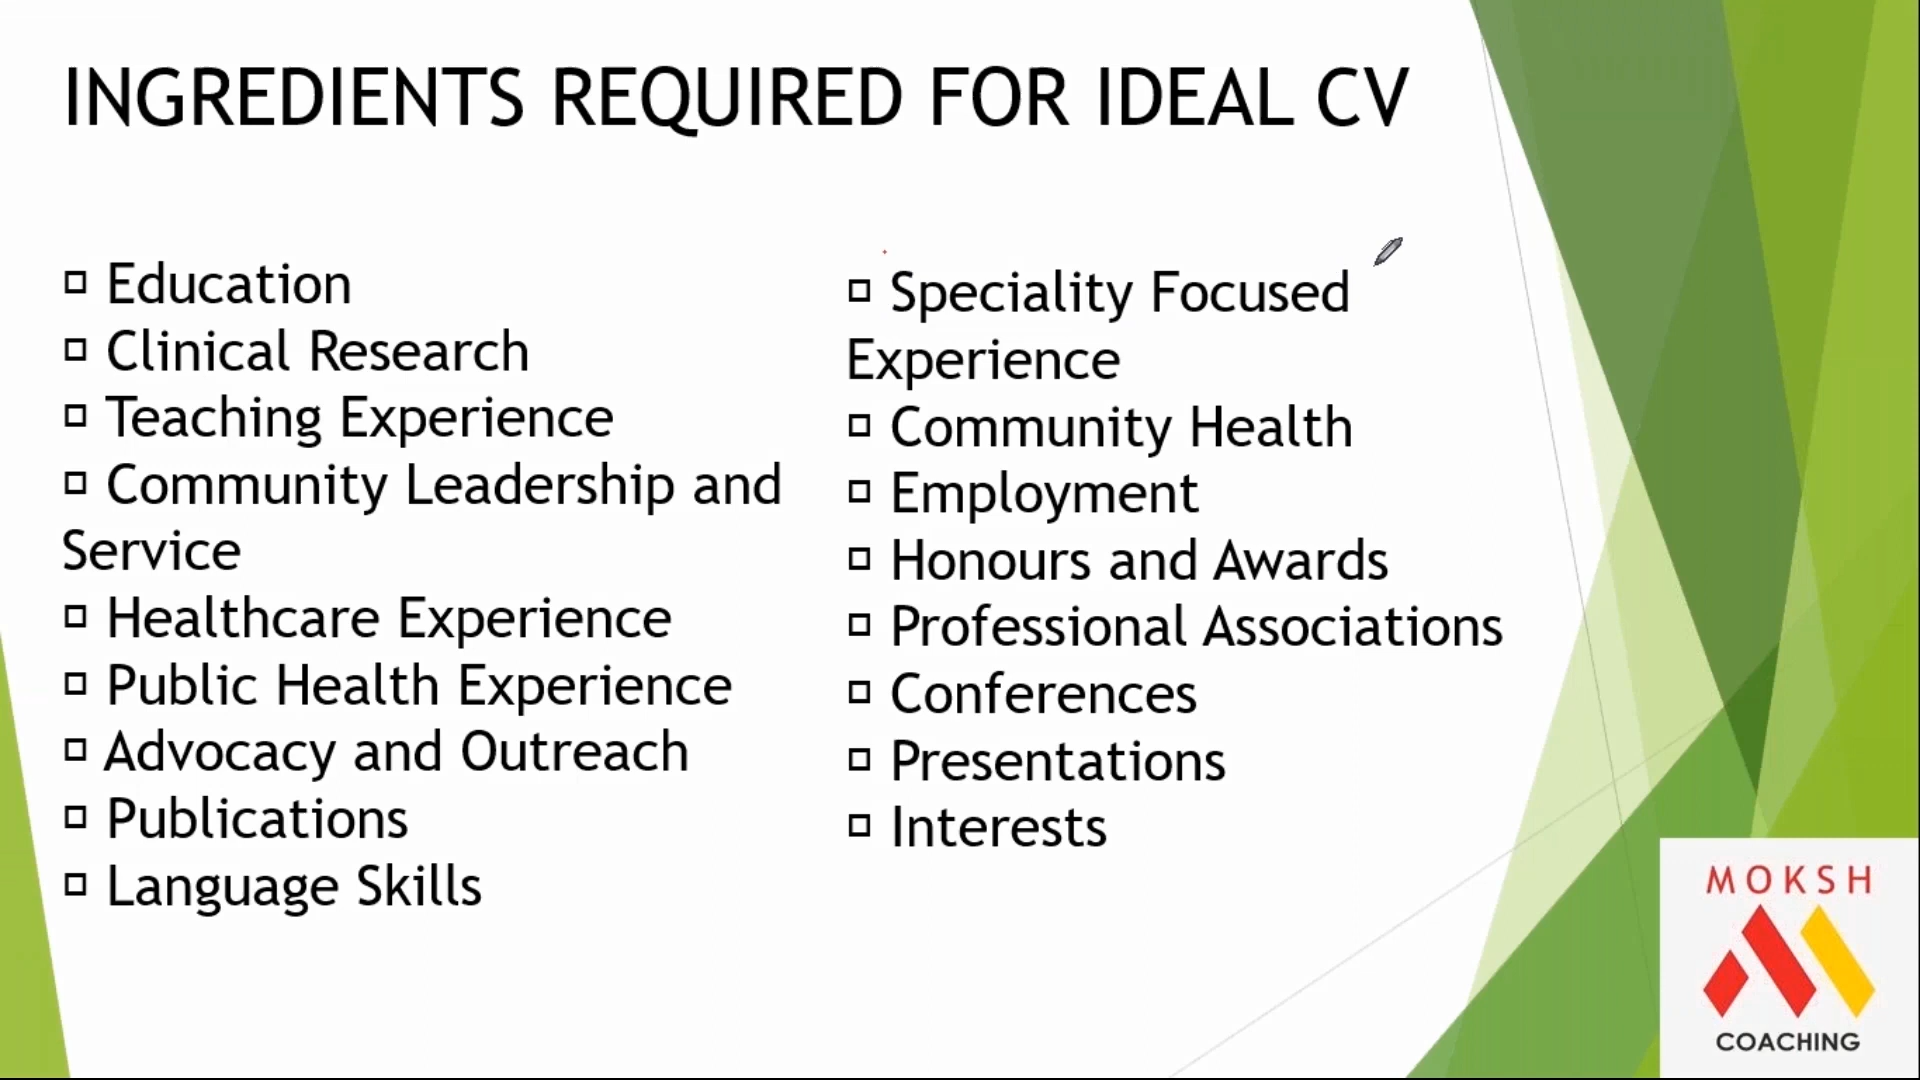 INGREDIENTS REQUIRED FOR IDEAL CV
Education
Clinical Research
Teaching Experience
Community Leadership and
Service
Healthcare Experience
Public Health Experience
Advocacy and Outreach
Publications
Language Skills
Speciality Focused
Experience
Community Health
Employment
Honours and Awards
Professional Associations
Conferences
Presentations
Interests
MOKSH
COACHING